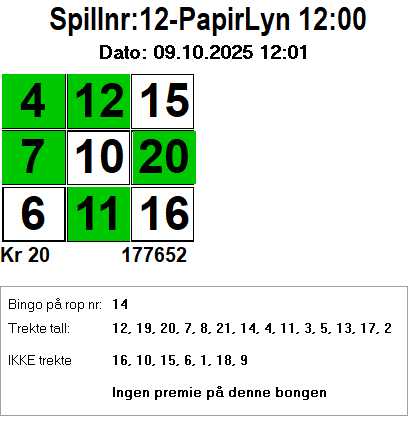 Spillnr:12-PapirLyn 12:00
Dato: 09.10.2025 12:01
4 12 15
7 10 20
6 11 16
Kr 20 177652
Bingo på rop nr: 14
Trekte tall: 12, 19, 20, 7, 8, 21, 14, 4, 11, 3, 5, 13, 17, 2
IKKE trekte 16, 10, 15, 6, 1, 18, 9
Ingen premie på denne bongen